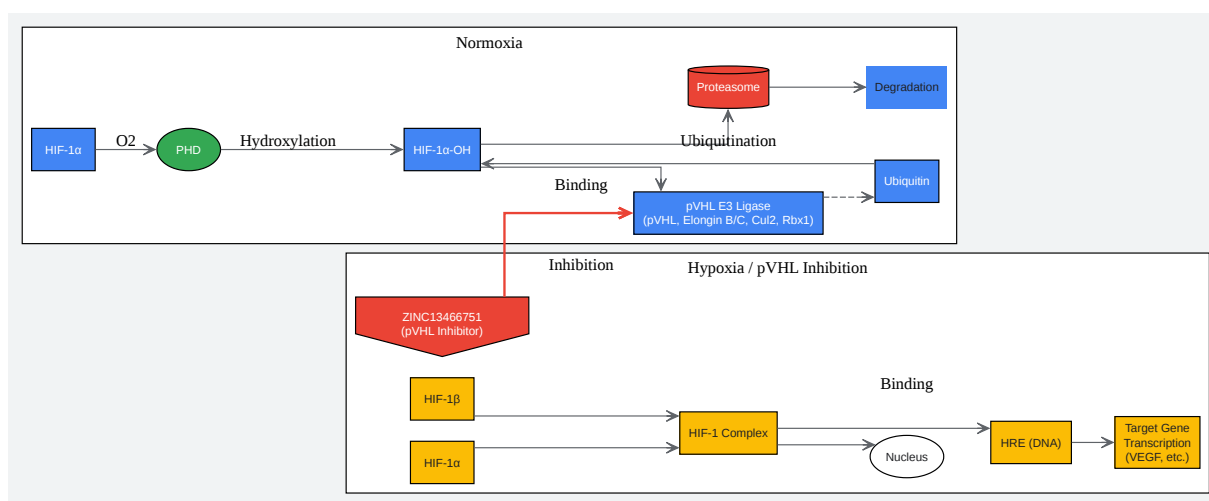 Normoxia
Proteasome
Degradation
HIF-1α
O2
PHD
Hydroxylation
HIF-1α-OH
Ubiquitination
Binding
Ubiquitin
pVHL E3 Ligase
(pVHL, Elongin B/C, Cul2, Rbx1)
Inhibition
Hypoxia / pVHL Inhibition
ZINC13466751
(pVHL Inhibitor)
HIF-1β
Binding
HIF-1 Complex
HIF-1α
Nucleus
HRE (DNA)
Target Gene
Transcription
(VEGF, etc.)